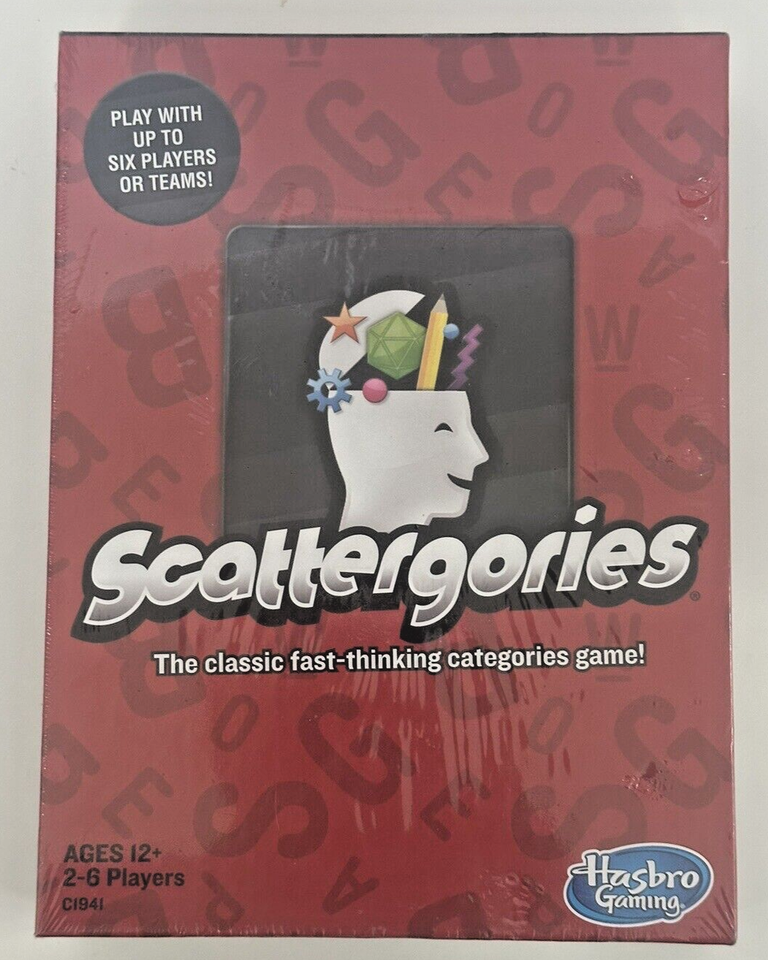 PLAY WITH
UP TO
SIX PLAYERS
OR TEAMS!
Scattergories®
The classic fast-thinking categories game!
AGES 12+
2-6 Players
C1941
Hasbro
Gaming